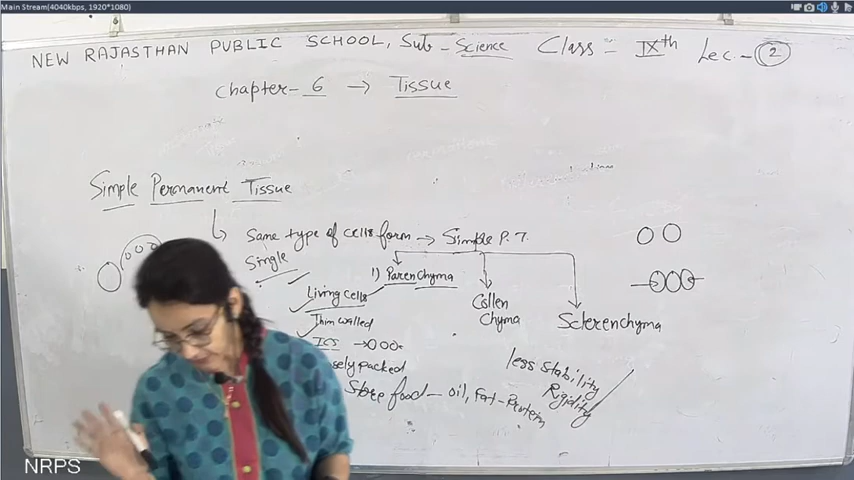 Main Stream(4040kbps, 1920*1080)
NEW RAJASTHAN PUBLIC SCHOOL, Sub - Science Class = IXth Lec. - 2
Chapter - 6 → Tissue
Simple Permanent Tissue
Same type of cells form → Simple P. T.
Single
1) Parenchyma
Living cells
Collen
chyma
Sclerenchyma
Thin walled
ICS
sely packed
less stability
Rigidity
Store food - oil, Fat - Protein
NRPS